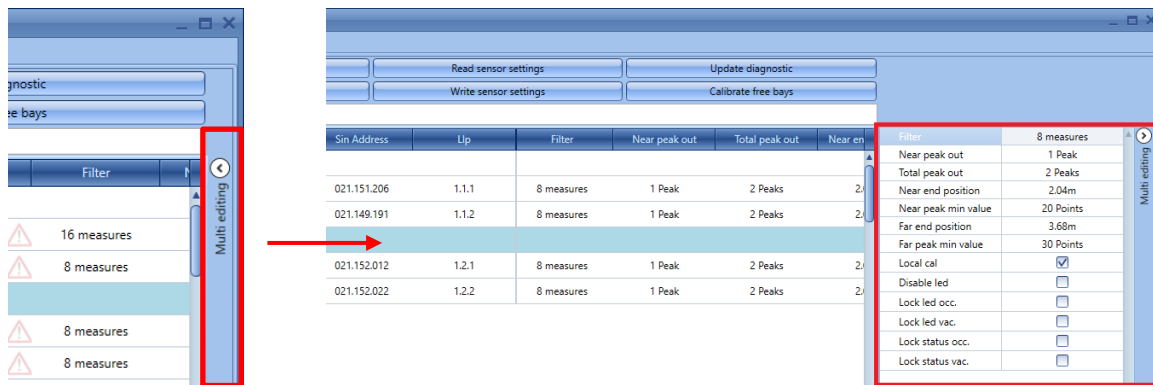 gnostic
ee bays
Filter N
16 measures
8 measures
8 measures
8 measures
Multi editing
Read sensor settings Update diagnostic
Write sensor settings Calibrate free bays
Sin Address Llp Filter Near peak out Total peak out Near en
021.151.206 1.1.1 8 measures 1 Peak 2 Peaks 2.
021.149.191 1.1.2 8 measures 1 Peak 2 Peaks 2.
021.152.012 1.2.1 8 measures 1 Peak 2 Peaks 2.
021.152.022 1.2.2 8 measures 1 Peak 2 Peaks 2.
Filter 8 measures
Near peak out 1 Peak
Total peak out 2 Peaks
Near end position 2.04m
Near peak min value 20 Points
Far end position 3.68m
Far peak min value 30 Points
Local cal
Disable led
Lock led occ.
Lock led vac.
Lock status occ.
Lock status vac.
Multi editing